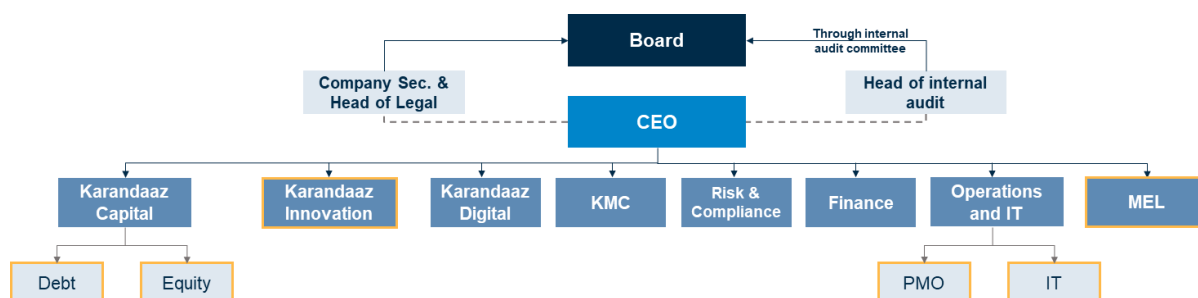 Board
Through internal
audit committee
Company Sec. &
Head of Legal
Head of internal
audit
CEO
Karandaaz
Capital
Karandaaz
Innovation
Karandaaz
Digital
KMC
Risk &
Compliance
Finance
Operations
and IT
MEL
Debt
Equity
PMO
IT